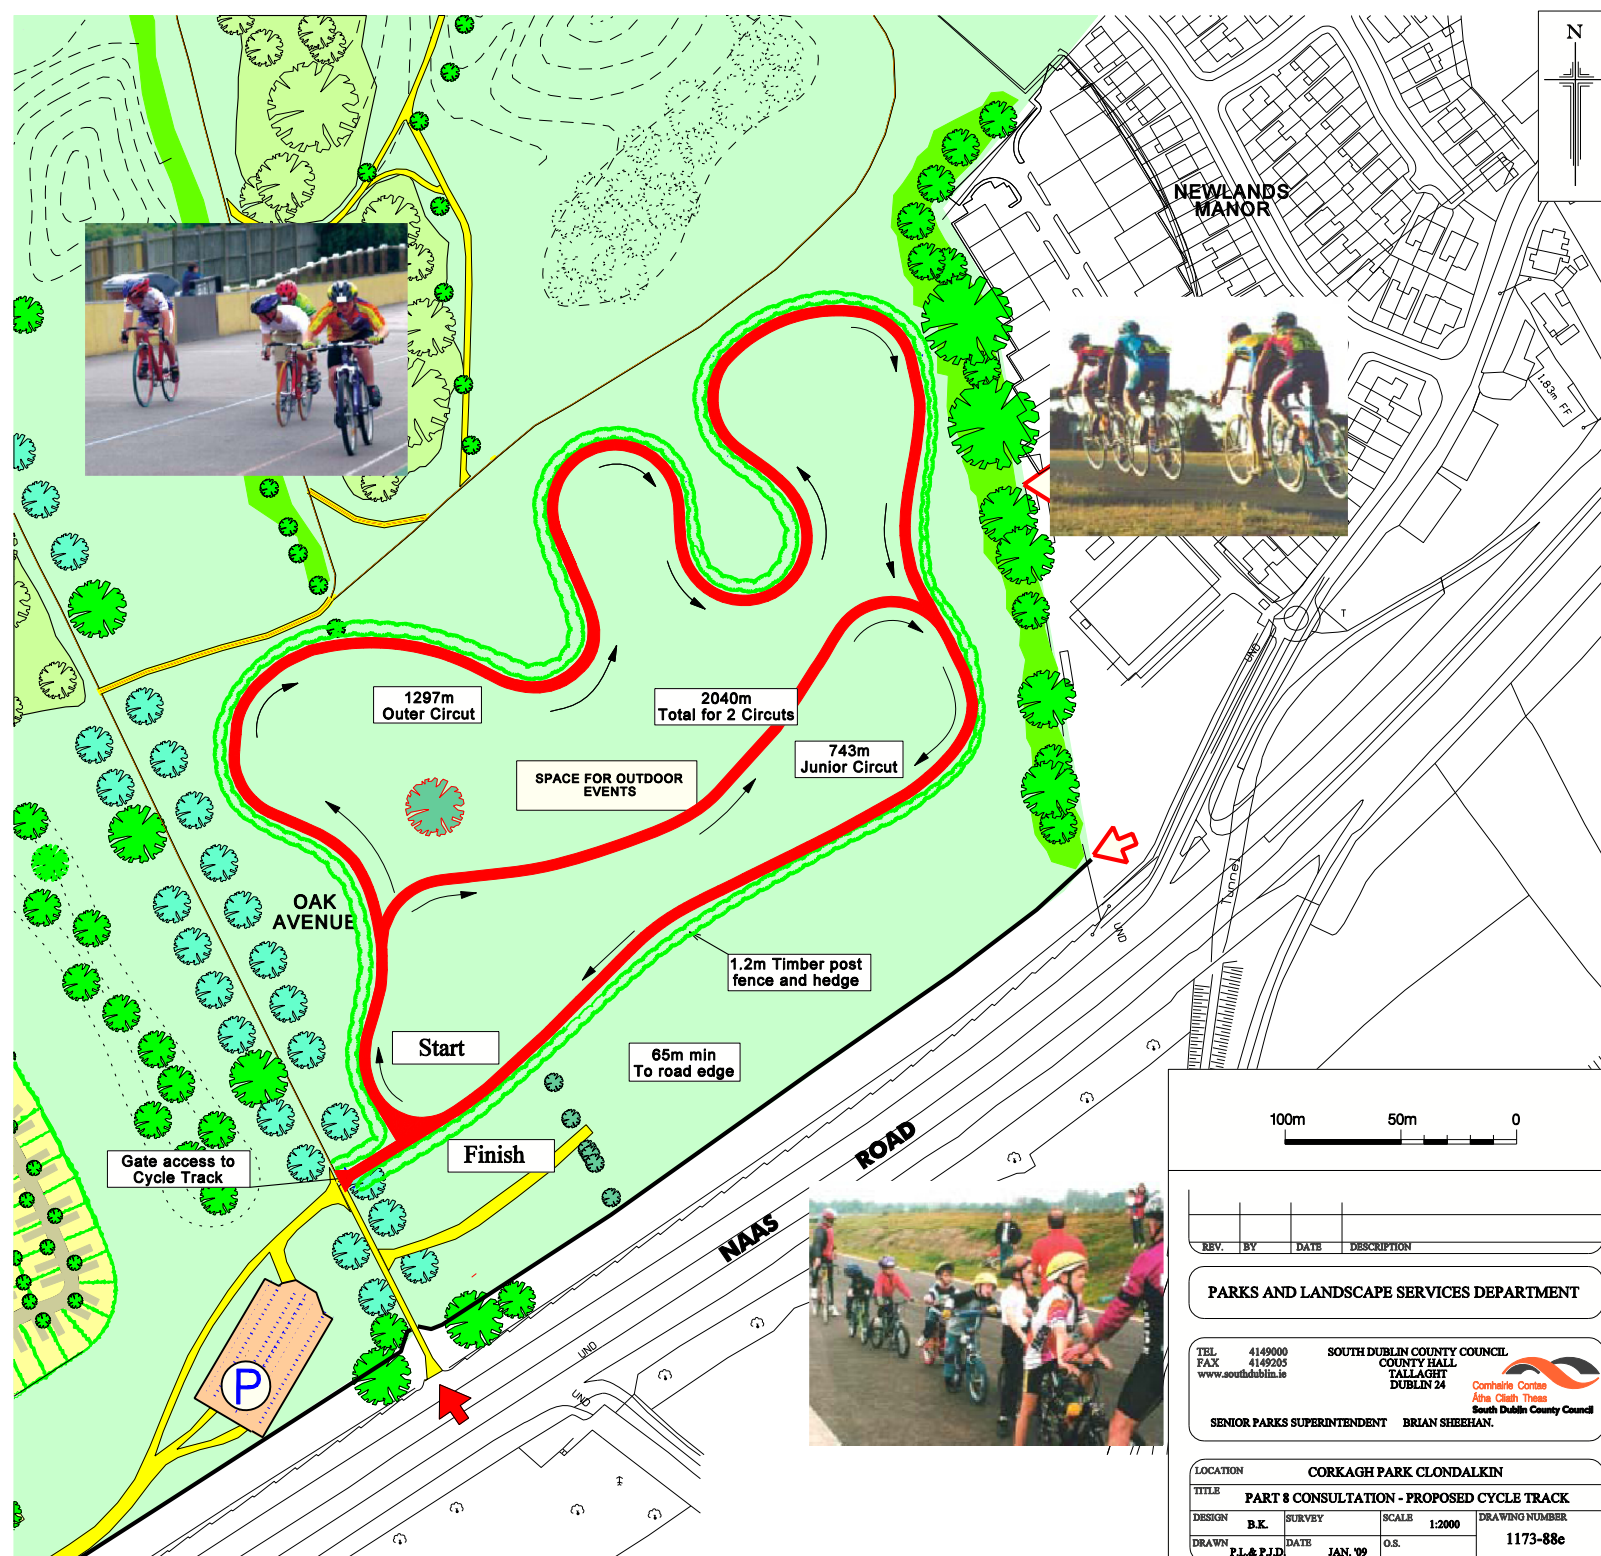 N
NEWLANDS
MANOR
1.83m FF
T
UND
1297m
Outer Circut
2040m
Total for 2 Circuts
743m
Junior Circut
SPACE FOR OUTDOOR
EVENTS
OAK
AVENUE
Tunnel
UND
1.2m Timber post
fence and hedge
Start
65m min
To road edge
Finish
Gate access to
Cycle Track
NAAS ROAD
UND
UND
P
100m 50m 0
REV. BY DATE DESCRIPTION
PARKS AND LANDSCAPE SERVICES DEPARTMENT
TEL 4149000
FAX 4149205
www.southdublin.ie
SOUTH DUBLIN COUNTY COUNCIL
COUNTY HALL
TALLAGHT
DUBLIN 24
Comhairle Contae
Átha Cliath Theas
South Dublin County Council
SENIOR PARKS SUPERINTENDENT BRIAN SHEEHAN.
LOCATION CORKAGH PARK CLONDALKIN
TITLE PART 8 CONSULTATION - PROPOSED CYCLE TRACK
DESIGN B.K. SURVEY SCALE 1:2000 DRAWING NUMBER
1173-88e
DRAWN P.L.& P.J.D. DATE JAN. '09 O.S.